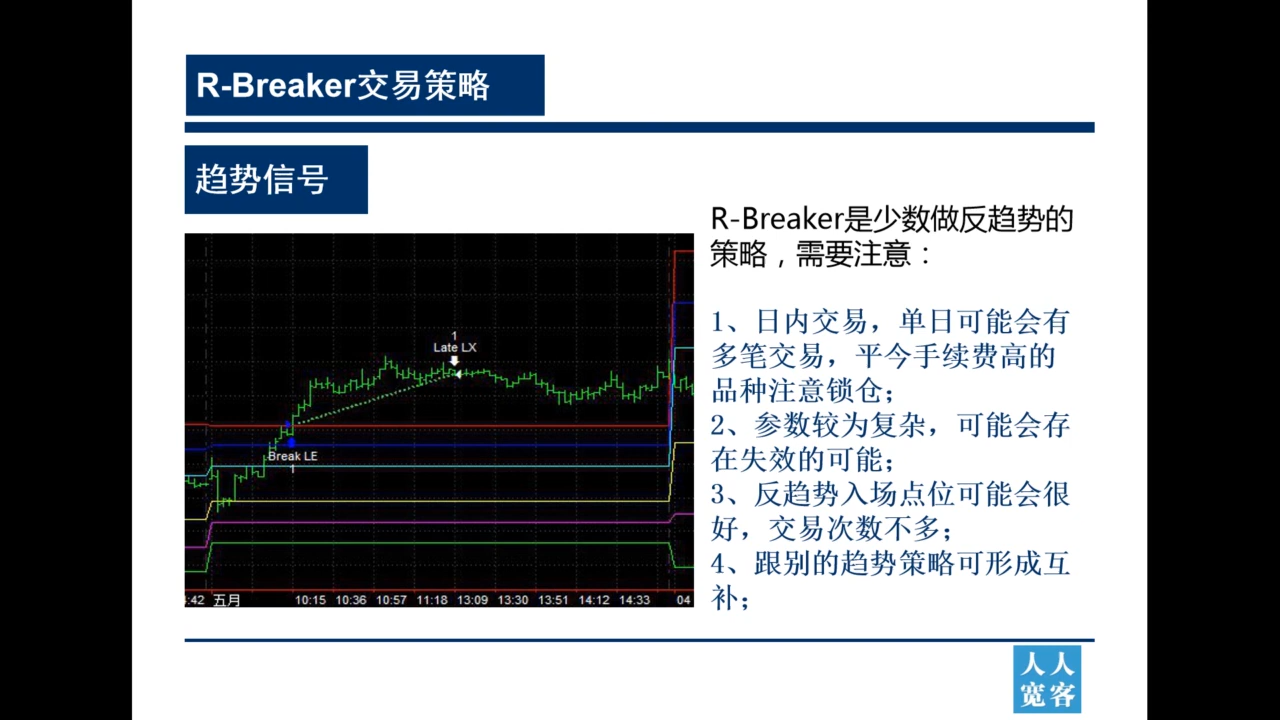 R-Breaker交易策略
趋势信号
R-Breaker是少数做反趋势的
策略，需要注意：
1、日内交易，单日可能会有
多笔交易，平今手续费高的
品种注意锁仓；
2、参数较为复杂，可能会存
在失效的可能；
3、反趋势入场点位可能会很
好，交易次数不多；
4、跟别的趋势策略可形成互
补；
1
Late LX
Break LE
1
:42 五月 10:15 10:36 10:57 11:18 13:09 13:30 13:51 14:12 14:33 04
人人
宽客